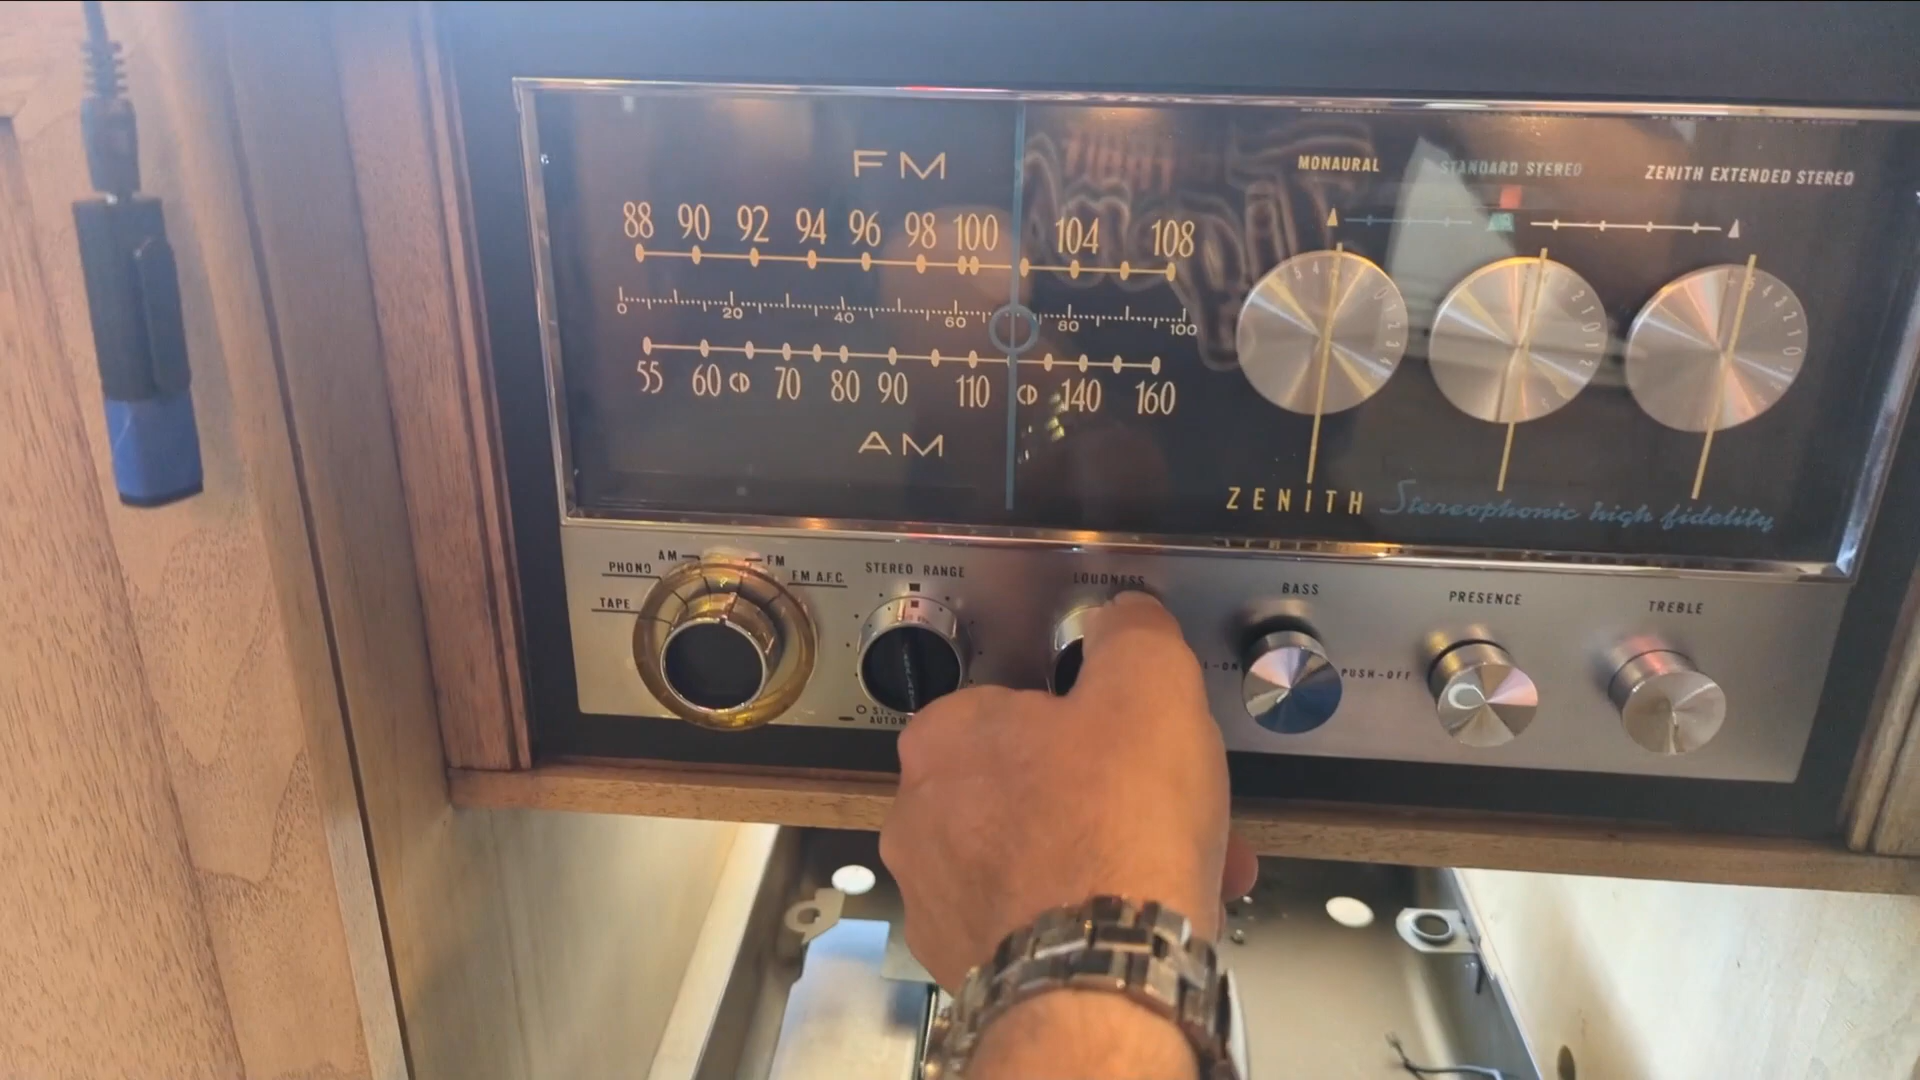 FM
88 90 92 94 96 98 100 104 108
0 20 40 60 80 100
55 60 CD 70 80 90 110 CD 140 160
AM
MONAURAL STANDARD STEREO ZENITH EXTENDED STEREO
ZENITH Stereophonic high fidelity
TAPE PHONO AM FM FM A.F.C.
STEREO RANGE
LOUDNESS
BASS
PRESENCE
TREBLE
PUSH-OFF